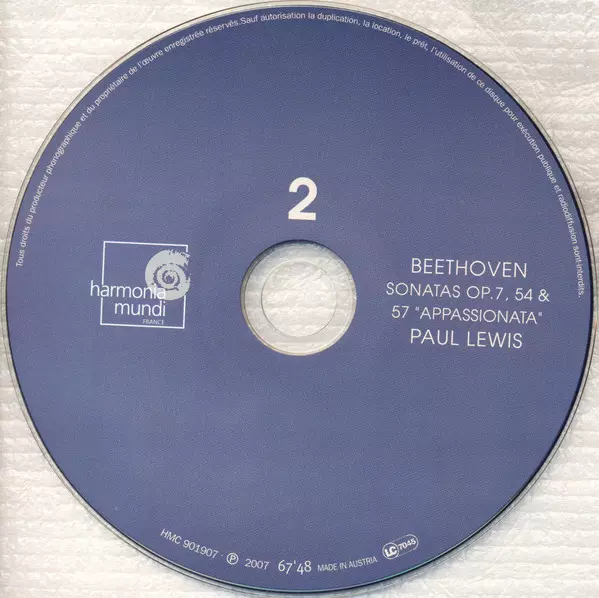 Tous droits du producteur phonographique et du propriétaire de l'œuvre enregistrée réservés.Sauf autorisation la duplication, la location, le prêt, l'utilisation de ce disque pour exécution publique et radiodiffusion sont interdits.
2
harmonia
mundi
FRANCE
BEETHOVEN
SONATAS OP.7, 54 &
57 "APPASSIONATA"
PAUL LEWIS
HMC 901907 - ℗ 2007 67'48 MADE IN AUSTRIA LC 7045